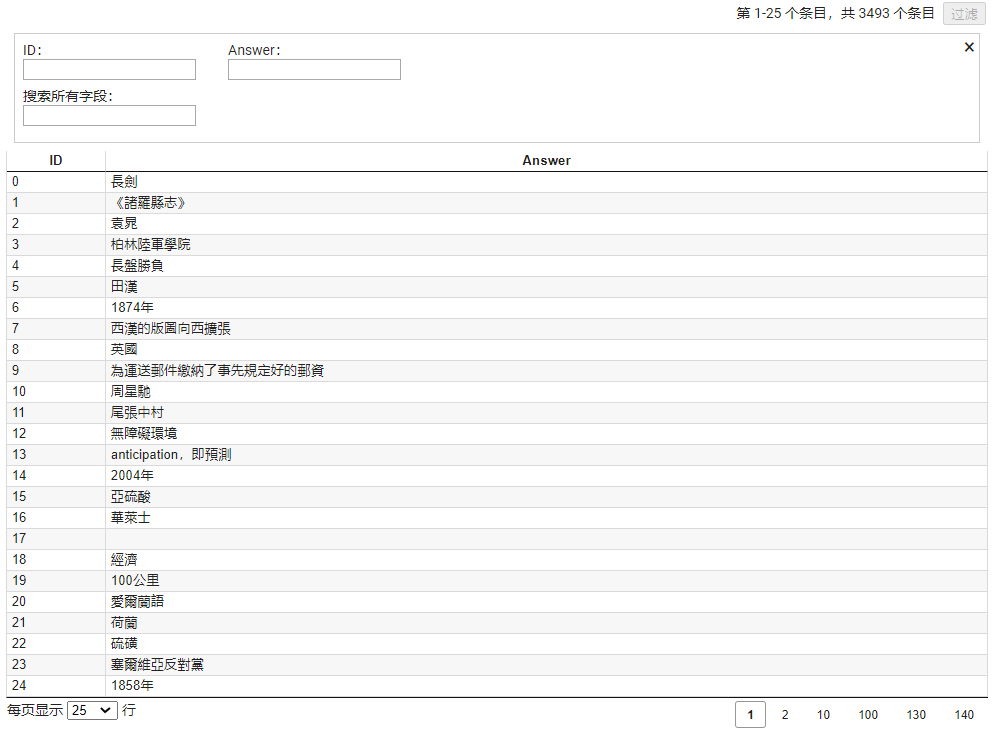 第 1-25 个条目，共 3493 个条目 过滤
ID： Answer：
搜索所有字段：
ID Answer
0 長劍
1 《諸羅縣志》
2 袁晁
3 柏林陸軍學院
4 長盤勝負
5 田漢
6 1874年
7 西漢的版圖向西擴張
8 英國
9 為運送郵件繳納了事先規定好的郵資
10 周星馳
11 尾張中村
12 無障礙環境
13 anticipation，即預測
14 2004年
15 亞硫酸
16 華萊士
17
18 經濟
19 100公里
20 愛爾蘭語
21 荷蘭
22 硫磺
23 塞爾維亞反對黨
24 1858年
每页显示 25 行 1 2 10 100 130 140